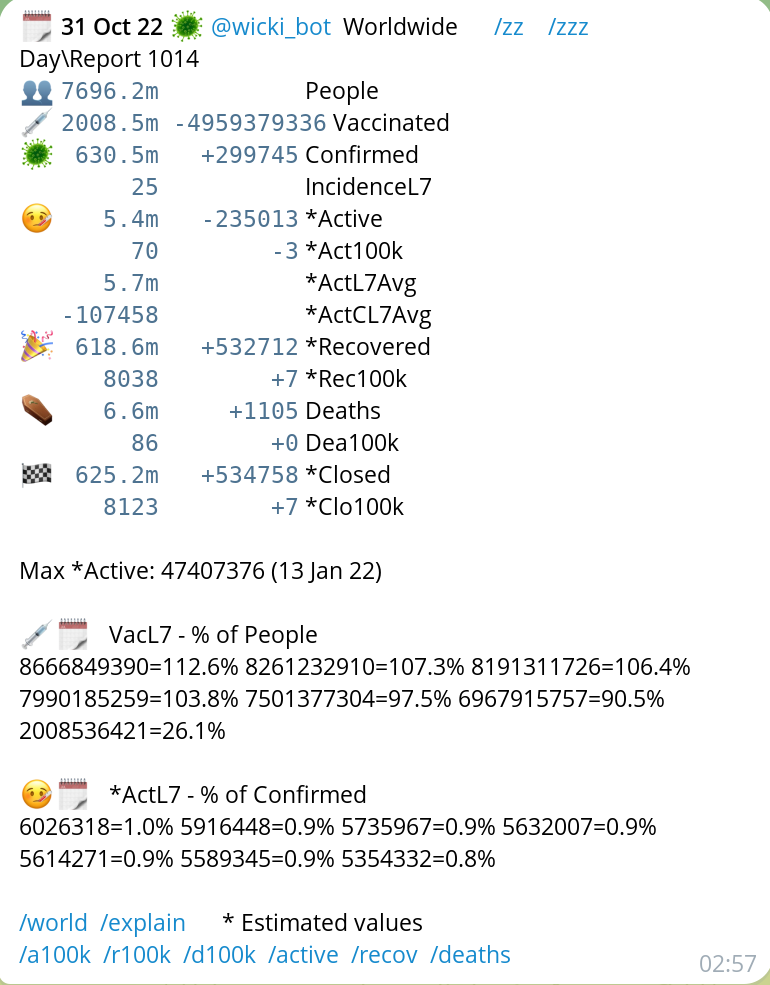 31 Oct 22 @wicki_bot Worldwide /zz /zzz
Day\Report 1014
7696.2m People
2008.5m -4959379336 Vaccinated
630.5m +299745 Confirmed
25 IncidenceL7
5.4m -235013 *Active
70 -3 *Act100k
5.7m *ActL7Avg
-107458 *ActCL7Avg
618.6m +532712 *Recovered
8038 +7 *Rec100k
6.6m +1105 Deaths
86 +0 Dea100k
625.2m +534758 *Closed
8123 +7 *Clo100k
Max *Active: 47407376 (13 Jan 22)
VacL7 - % of People
8666849390=112.6% 8261232910=107.3% 8191311726=106.4%
7990185259=103.8% 7501377304=97.5% 6967915757=90.5%
2008536421=26.1%
*ActL7 - % of Confirmed
6026318=1.0% 5916448=0.9% 5735967=0.9% 5632007=0.9%
5614271=0.9% 5589345=0.9% 5354332=0.8%
/world /explain * Estimated values
/a100k /r100k /d100k /active /recov /deaths
02:57